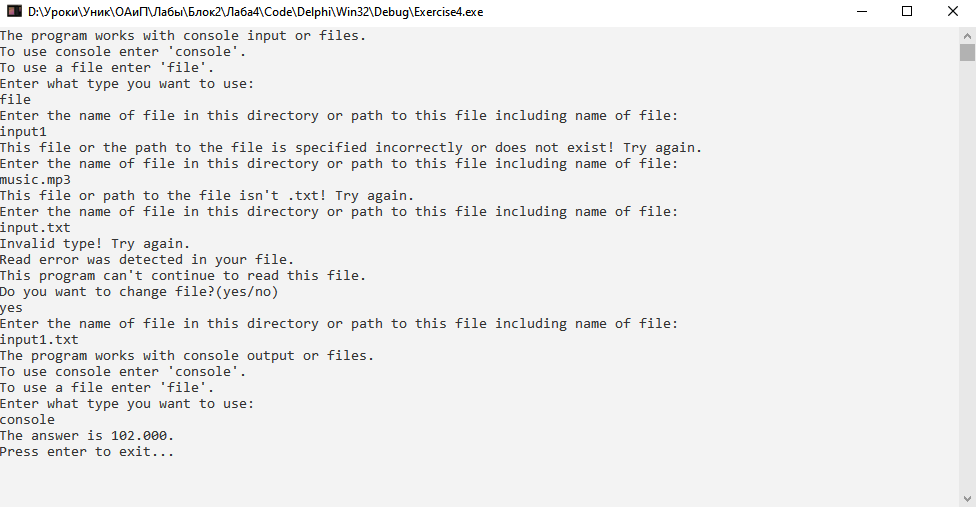 D:\Уроки\Уник\ОАиП\Лабы\Блок2\Лаба4\Code\Delphi\Win32\Debug\Exercise4.exe
The program works with console input or files.
To use console enter 'console'.
To use a file enter 'file'.
Enter what type you want to use:
file
Enter the name of file in this directory or path to this file including name of file:
input1
This file or the path to the file is specified incorrectly or does not exist! Try again.
Enter the name of file in this directory or path to this file including name of file:
music.mp3
This file or path to the file isn't .txt! Try again.
Enter the name of file in this directory or path to this file including name of file:
input.txt
Invalid type! Try again.
Read error was detected in your file.
This program can't continue to read this file.
Do you want to change file?(yes/no)
yes
Enter the name of file in this directory or path to this file including name of file:
input1.txt
The program works with console output or files.
To use console enter 'console'.
To use a file enter 'file'.
Enter what type you want to use:
console
The answer is 102.000.
Press enter to exit...